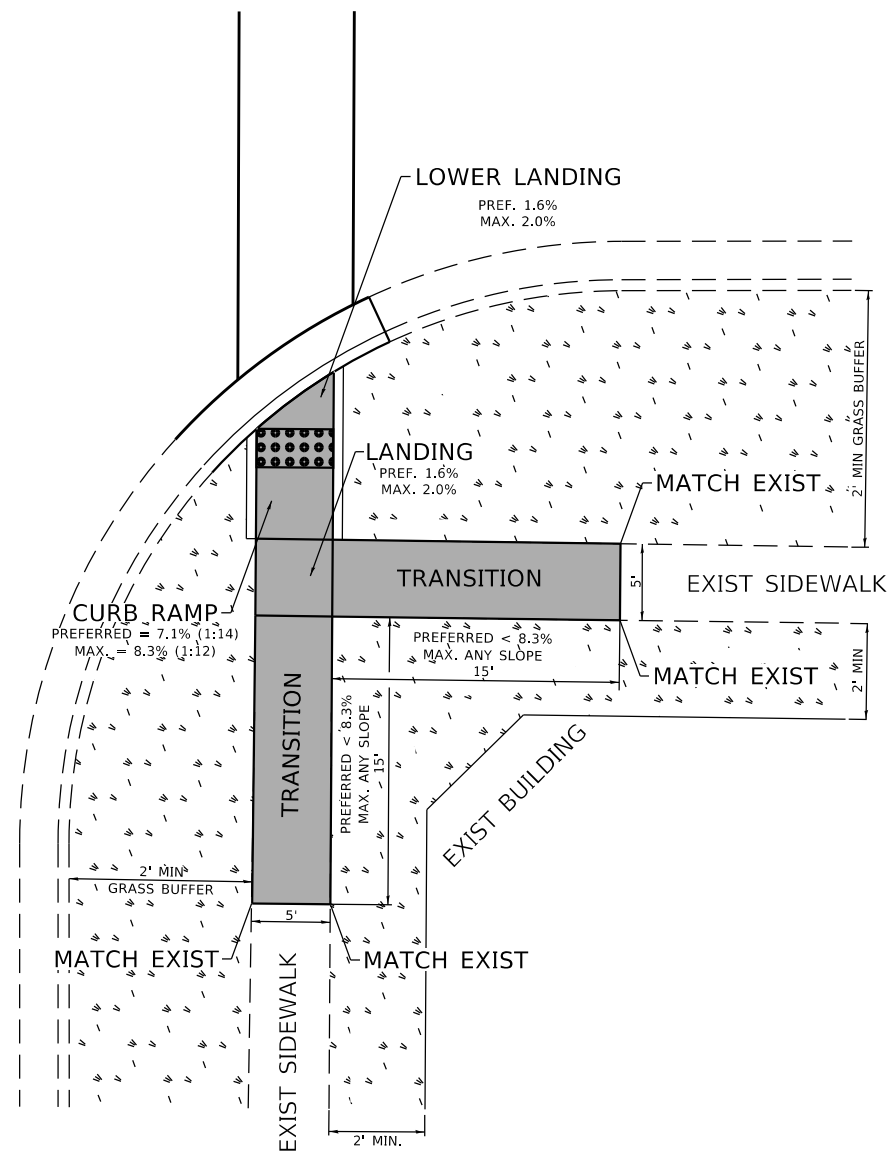 LOWER LANDING
PREF. 1.6%
MAX. 2.0%
2' MIN GRASS BUFFER
LANDING
PREF. 1.6%
MAX. 2.0%
MATCH EXIST
TRANSITION
5'
EXIST SIDEWALK
CURB RAMP
PREFERRED = 7.1% (1:14)
MAX. = 8.3% (1:12)
PREFERRED < 8.3%
MAX. ANY SLOPE
15'
MATCH EXIST
2' MIN
TRANSITION
PREFERRED < 8.3%
MAX. ANY SLOPE
15'
EXIST BUILDING
2' MIN
GRASS BUFFER
5'
MATCH EXIST
MATCH EXIST
EXIST SIDEWALK
2' MIN.